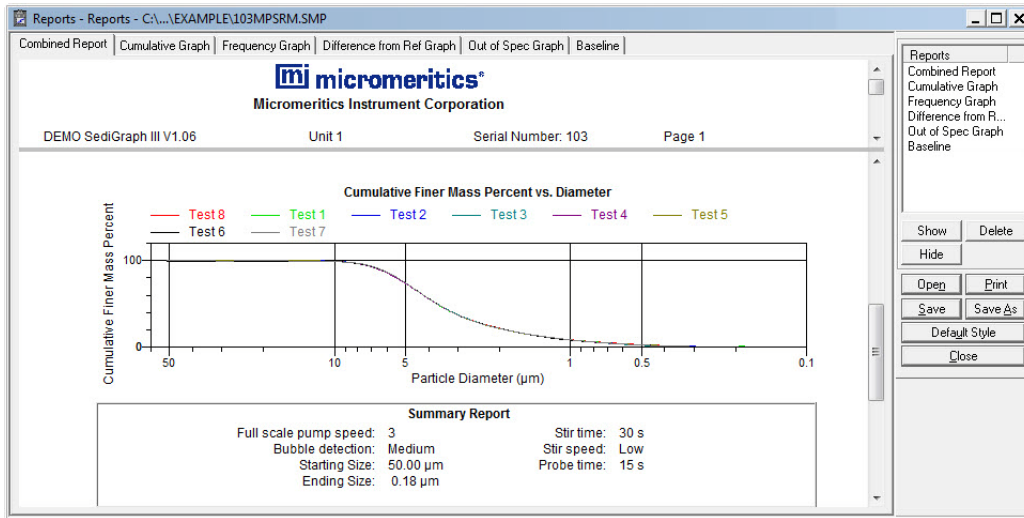 Reports - Reports - C:\...\EXAMPLE\103MPSRM.SMP
Combined Report Cumulative Graph Frequency Graph Difference from Ref Graph Out of Spec Graph Baseline
mi micromeritics®
Micromeritics Instrument Corporation
DEMO SediGraph III V1.06 Unit 1 Serial Number: 103 Page 1
Cumulative Finer Mass Percent vs. Diameter
Test 8 Test 1 Test 2 Test 3 Test 4 Test 5
Test 6 Test 7
Cumulative Finer Mass Percent
100
0
50 10 5 1 0.5 0.1
Particle Diameter (µm)
Summary Report
Full scale pump speed: 3 Stir time: 30 s
Bubble detection: Medium Stir speed: Low
Starting Size: 50.00 µm Probe time: 15 s
Ending Size: 0.18 µm
Reports
Combined Report
Cumulative Graph
Frequency Graph
Difference from R...
Out of Spec Graph
Baseline
Show Delete
Hide
Open Print
Save Save As
Default Style
Close